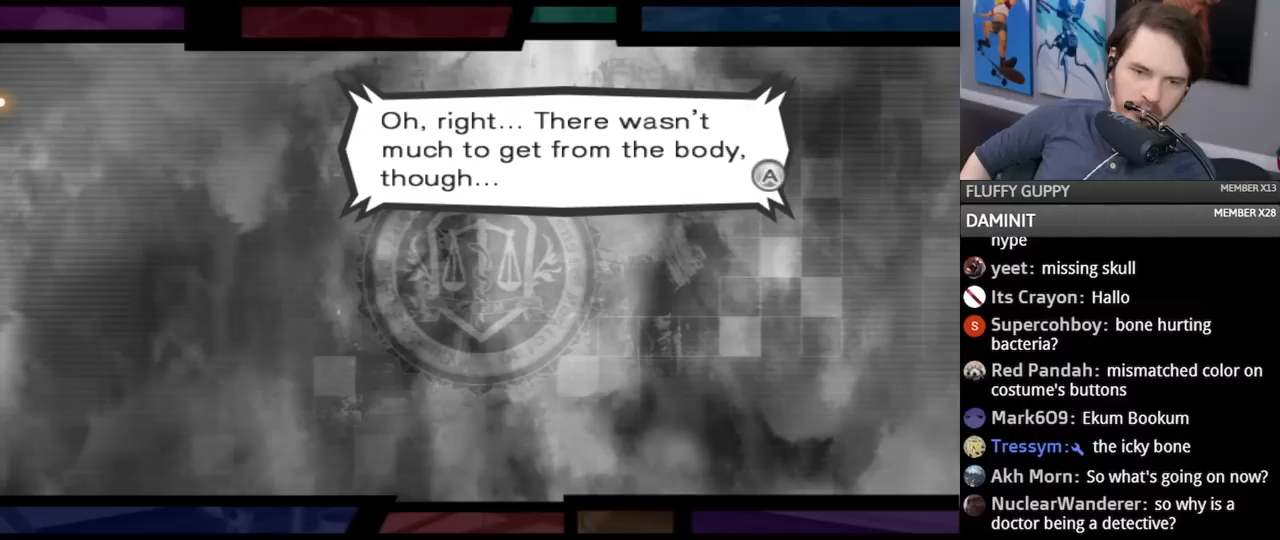 Oh, right... There wasn't
much to get from the body,
though...
A
FLUFFY GUPPY
MEMBER X13
DAMINIT
MEMBER X28
hype
yeet: missing skull
Its Crayon: Hallo
S
Supercohboy: bone hurting
bacteria?
Red Pandah: mismatched color on
costume's buttons
Mark609: Ekum Bookum
Tressym: the icky bone
Akh Morn: So what's going on now?
NuclearWanderer: so why is a
doctor being a detective?